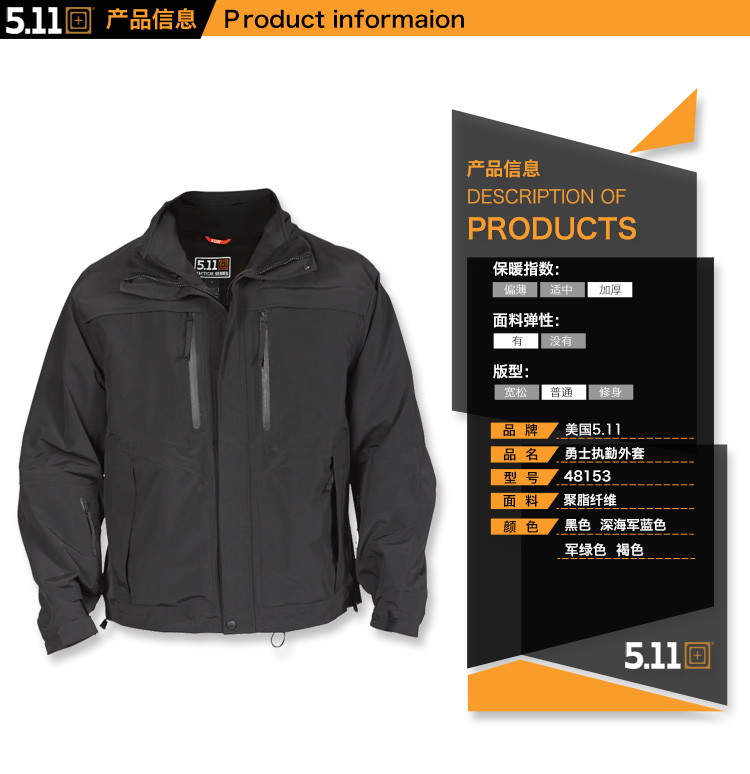 5.11 产品信息 Product informaion
5.11
TACTICAL SERIES
产品信息
DESCRIPTION OF
PRODUCTS
保暖指数：
偏薄 适中 加厚
面料弹性：
有 没有
版型：
宽松 普通 修身
品 牌 美国5.11
品 名 勇士执勤外套
型 号 48153
面 料 聚脂纤维
颜 色 黑色 深海军蓝色
军绿色 褐色
5.11